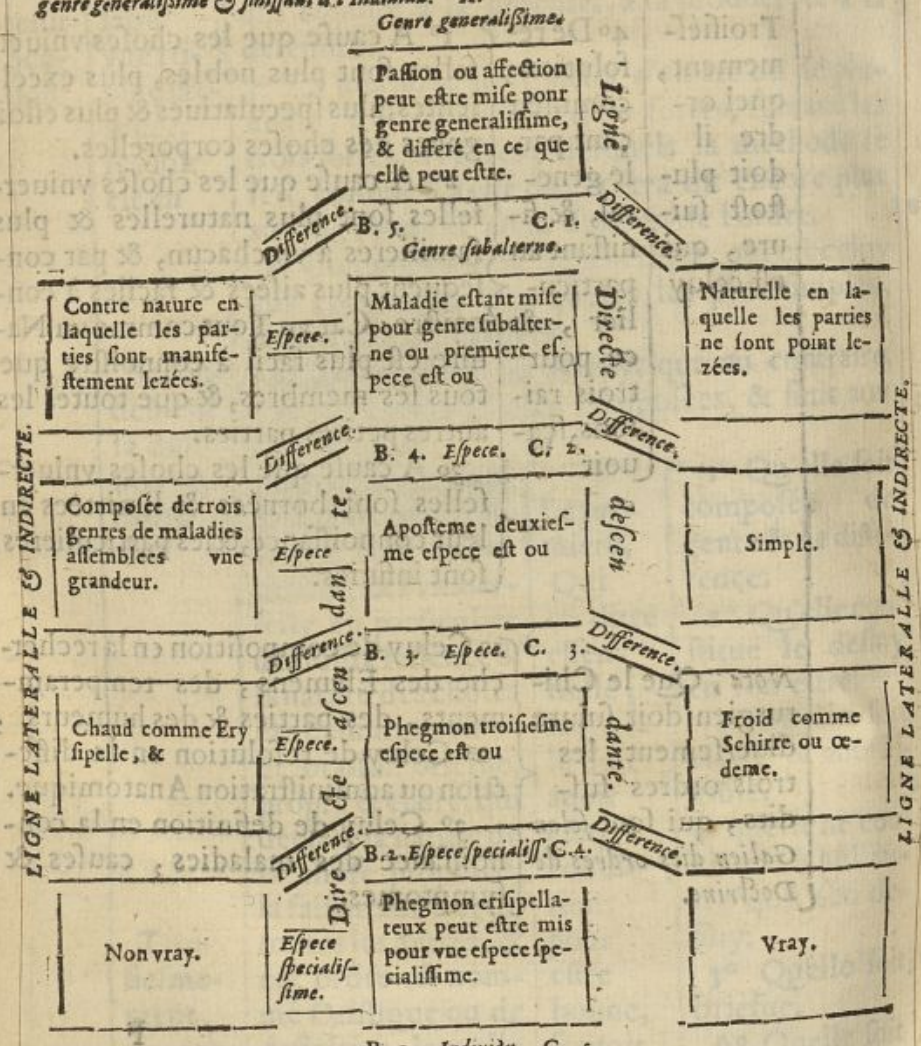 genre generalißime & finissant à l'Individu.
Genre generalißime.
Passion ou affection
peut estre mise ponr
genre generalissime,
& differé en ce que
elle peut estre.
Ligne
Difference.
B. 5. C. 1.
Difference.
Genre subalterne.
Contre nature en
laquelle les par-
ties sont manife-
stement lezées.
Espece.
Maladie estant mise
pour genre subalter-
ne ou premiere es.
pece est ou
Directe
Naturelle en la-
quelle les parties
ne sont point le-
zées.
Difference.
B. 4. Espece. C. 2.
Difference.
Composée de trois
genres de maladies
assemblees vne
grandeur.
Espece
Aposteme deuxies-
me espece est ou
descen
Simple.
Difference.
B. 3. Espece. C. 3.
Difference.
Chaud comme Ery
sipelle, &
Espece.
Phegmon troisiesme
espece est ou
dante.
Froid comme
Schirre ou œ-
deme.
Difference.
B. 2. Espece specialiss. C. 4.
Difference.
Non vray.
Espece
specialis-
sime.
Phegmon erisipella-
teux peut estre mis
pour vne espece spe-
cialissime.
Vray.
Directe ascendante.
LIGNE LATERALLE & INDIRECTE.
LIGNE LATERALLE & INDIRECTE.